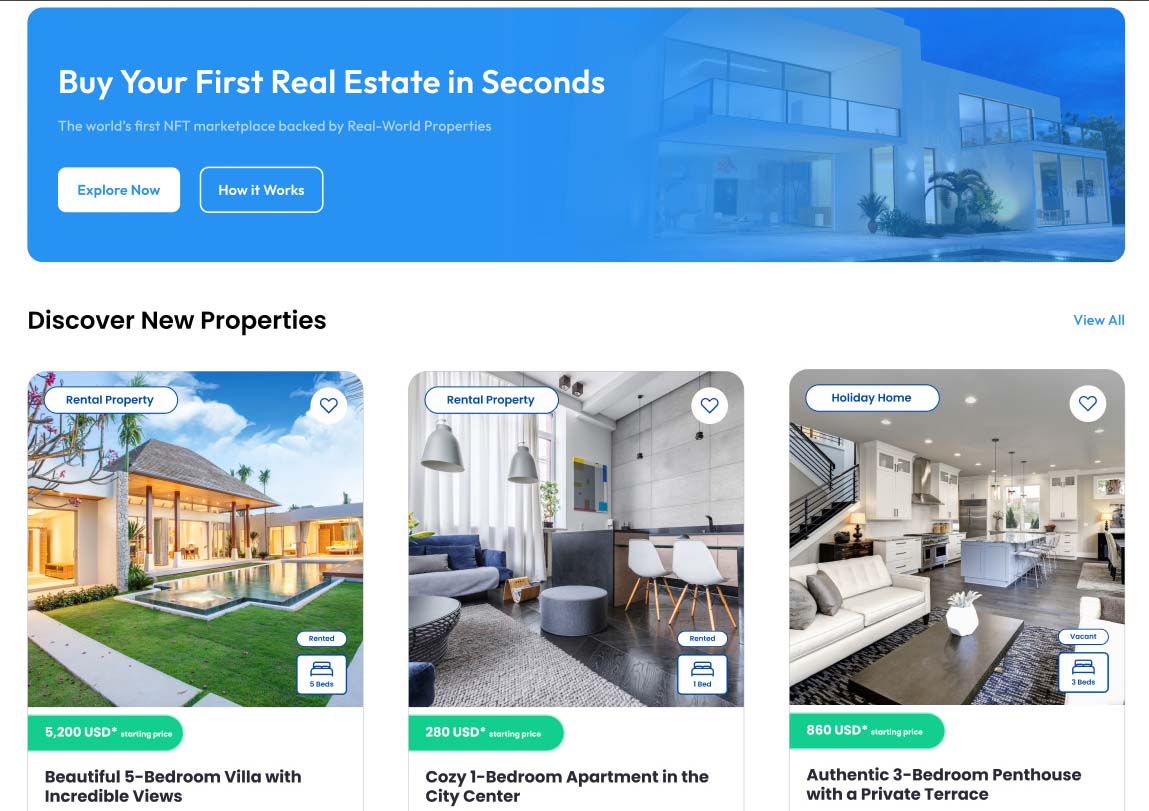 Buy Your First Real Estate in Seconds
The world's first NFT marketplace backed by Real-World Properties
Explore Now
How it Works
Discover New Properties
View All
Rental Property
Rented
5 Beds
5,200 USD* starting price
Beautiful 5-Bedroom Villa with
Incredible Views
Rental Property
Rented
1 Bed
280 USD* starting price
Cozy 1-Bedroom Apartment in the
City Center
Holiday Home
Vacant
3 Beds
860 USD* starting price
Authentic 3-Bedroom Penthouse
with a Private Terrace